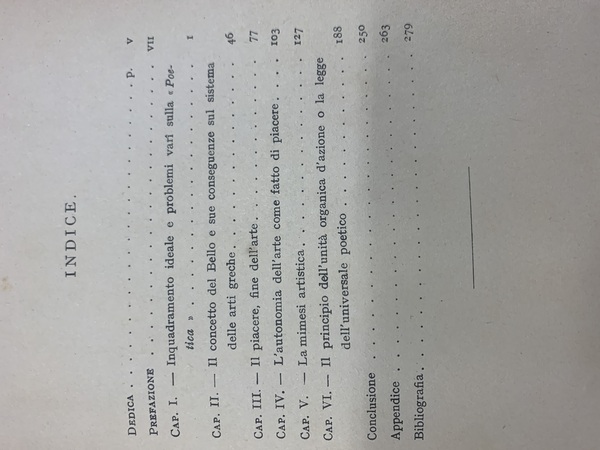 INDICE.
DEDICA . . . . . . . . . . . . . . . . . . p. V
PREFAZIONE . . . . . . . . . . . . . . . . . . VII
CAP. I. — Inquadramento ideale e problemi varî sulla « Poe-
tica » . . . . . . . . . . . . . . . . 1
CAP. II. — Il concetto del Bello e sue conseguenze sul sistema
delle arti greche. . . . . . . . . . . . . 46
CAP. III. — Il piacere, fine dell'arte. . . . . . . . . . . . 77
CAP. IV. — L'autonomia dell'arte come fatto di piacere. . . . 103
CAP. V. — La mimesi artistica. . . . . . . . . . . . . . 127
CAP. VI. — Il principio dell'unità organica d'azione o la legge
dell'universale poetico . . . . . . . . . . . 188
Conclusione . . . . . . . . . . . . . . . . . . 250
Appendice . . . . . . . . . . . . . . . . . . 263
Bibliografia. . . . . . . . . . . . . . . . . . 279